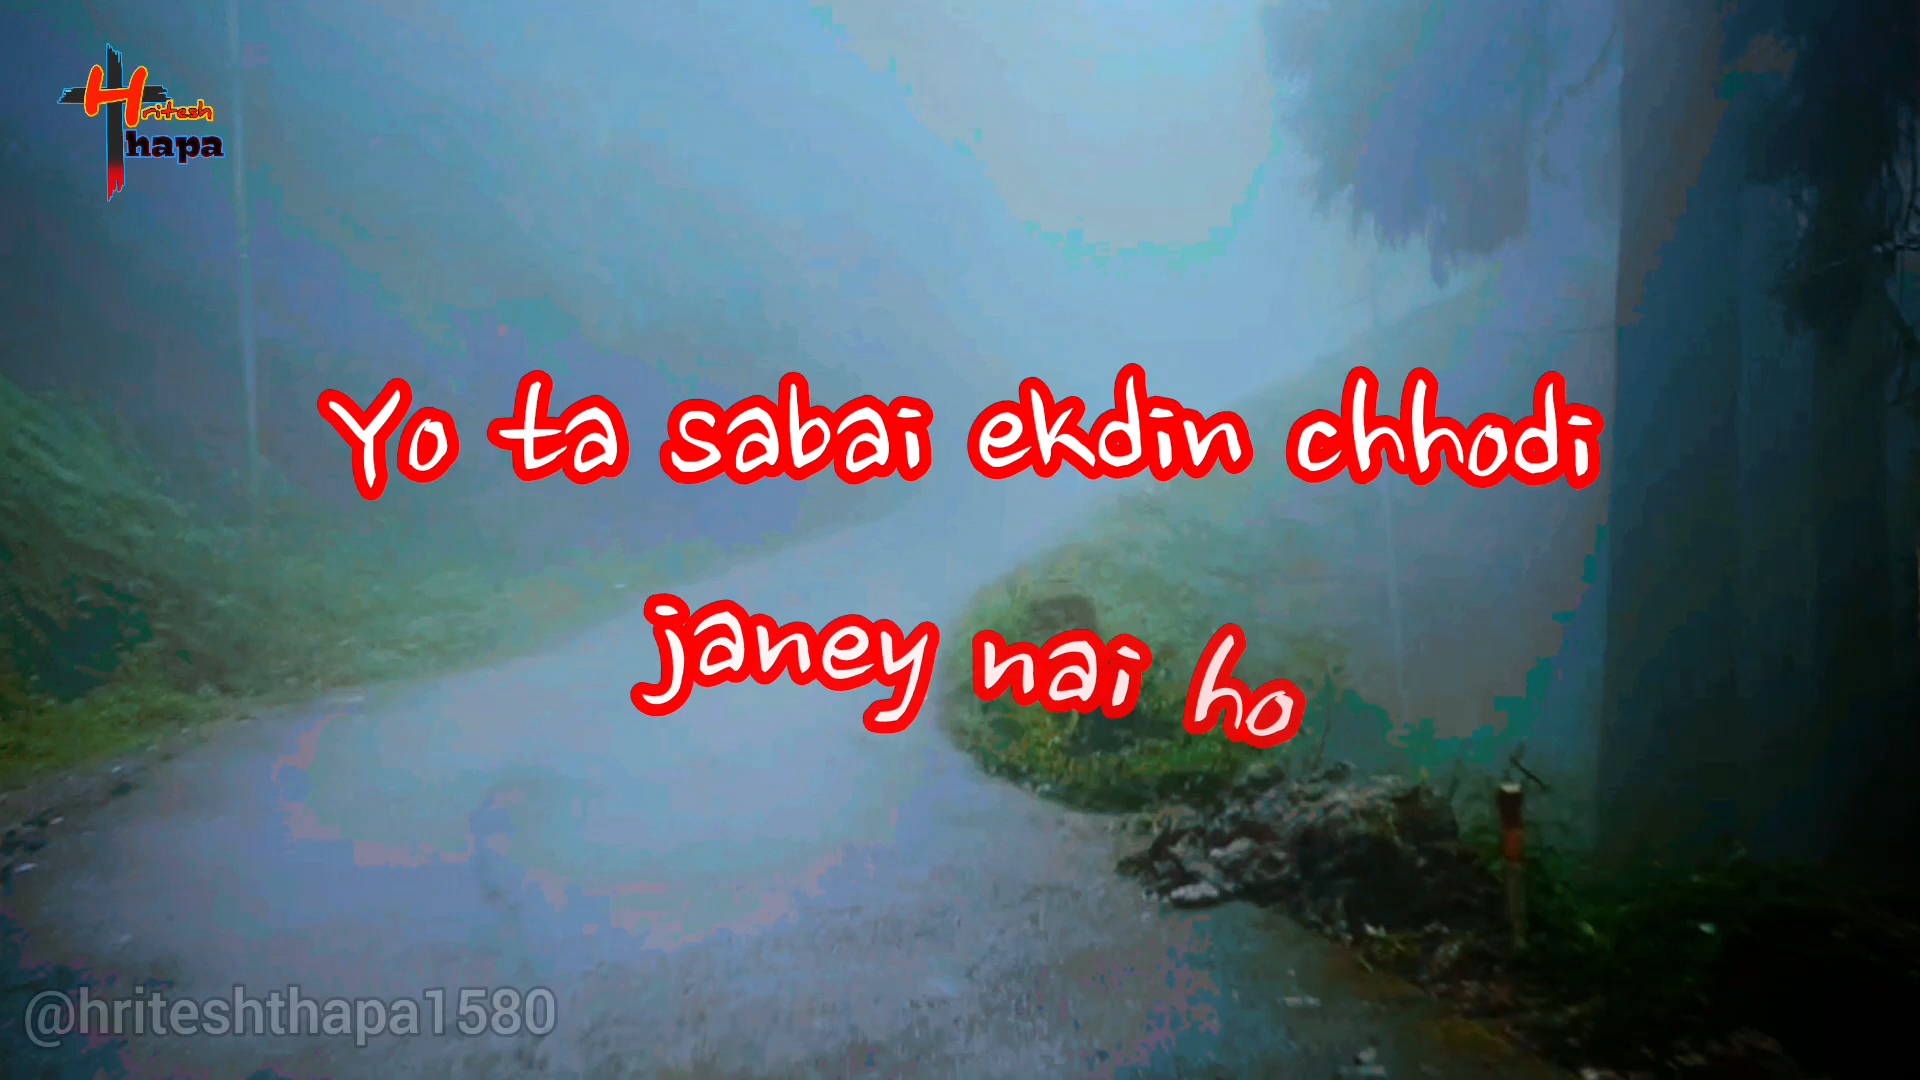 Hritesh
Thapa
Yo ta sabai ekdin chhodi
janey nai ho
@hriteshthapa1580